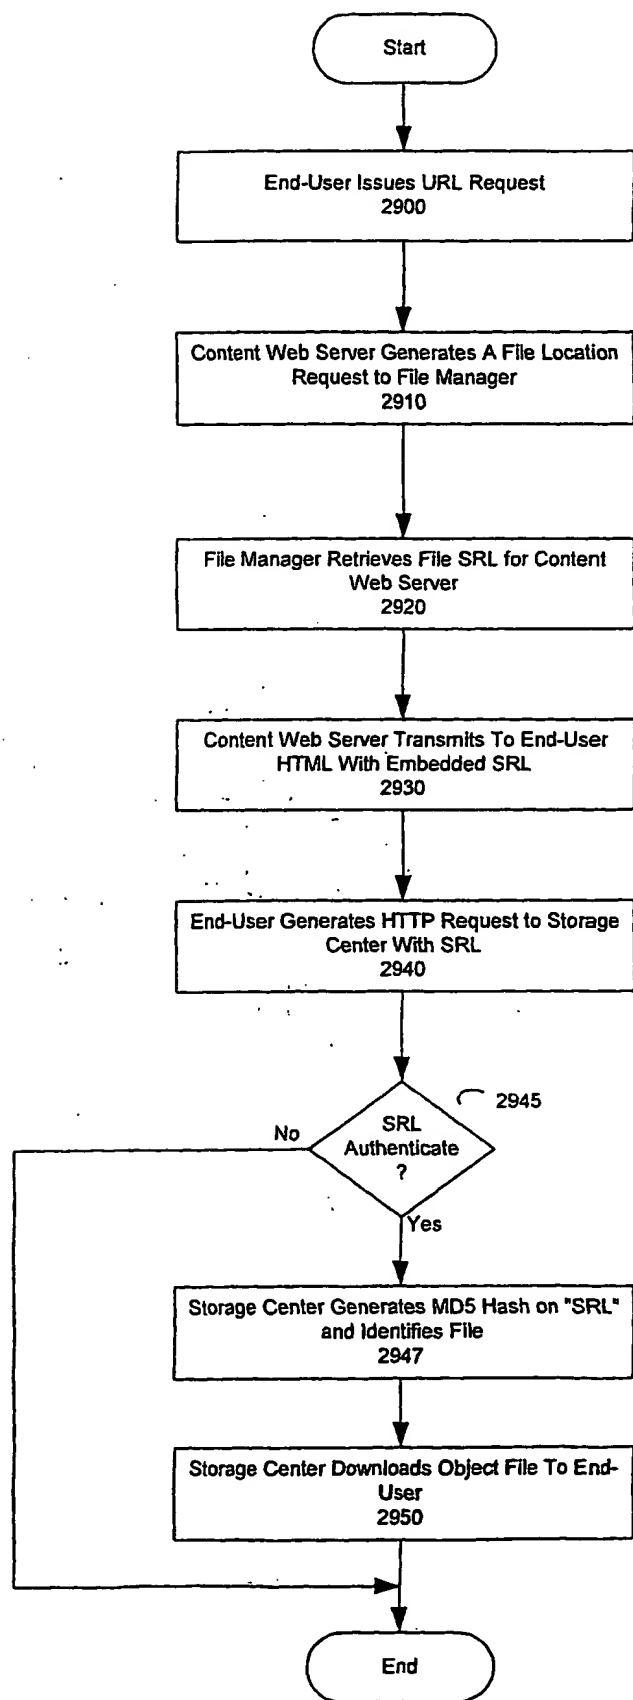 Start
End-User Issues URL Request
2900
Content Web Server Generates A File Location
Request to File Manager
2910
File Manager Retrieves File SRL for Content
Web Server
2920
Content Web Server Transmits To End-User
HTML With Embedded SRL
2930
End-User Generates HTTP Request to Storage
Center With SRL
2940
2945
SRL
Authenticate
?
No
Yes
Storage Center Generates MD5 Hash on "SRL"
and Identifies File
2947
Storage Center Downloads Object File To End-
User
2950
End